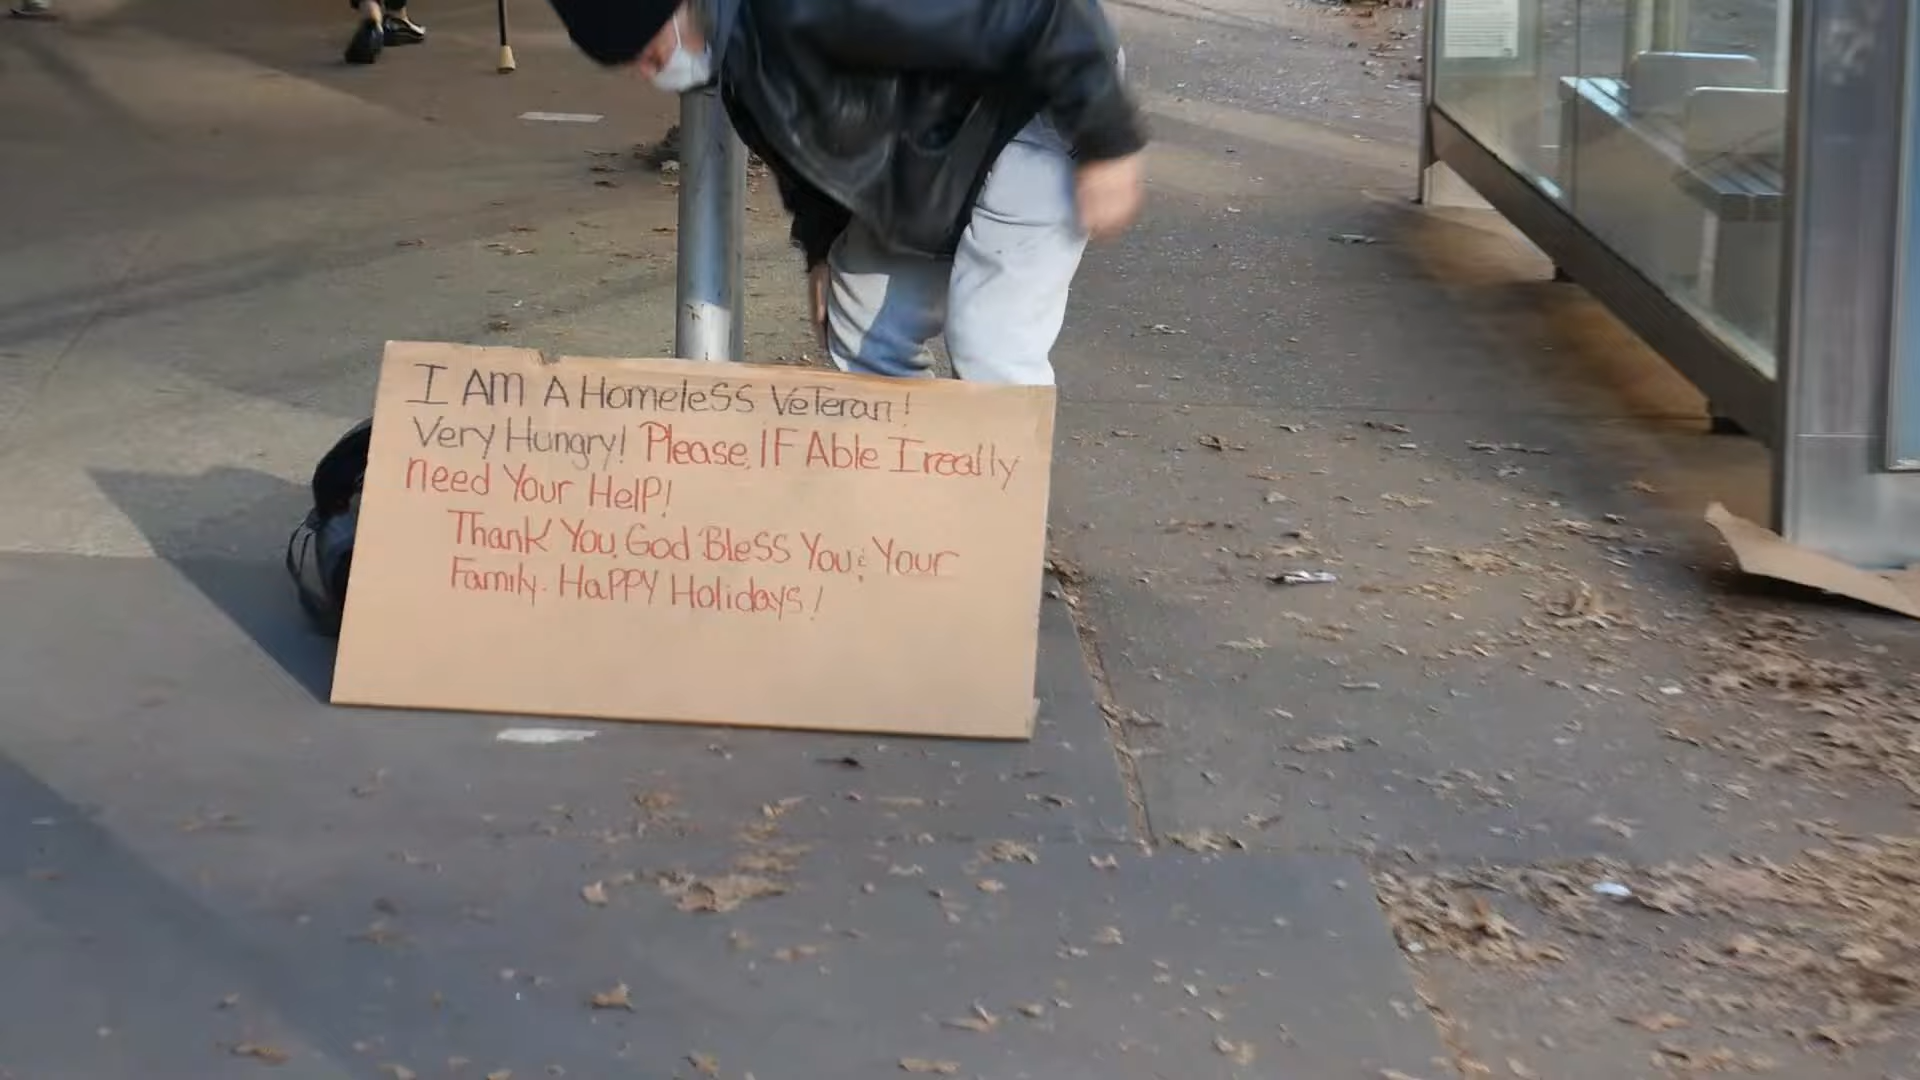 I AM A HomeleSS VeTeran!
Very Hungry! Please, IF Able I really
need Your HelP!
Thank You, God Bless You & Your
Family. HaPPY Holidays!